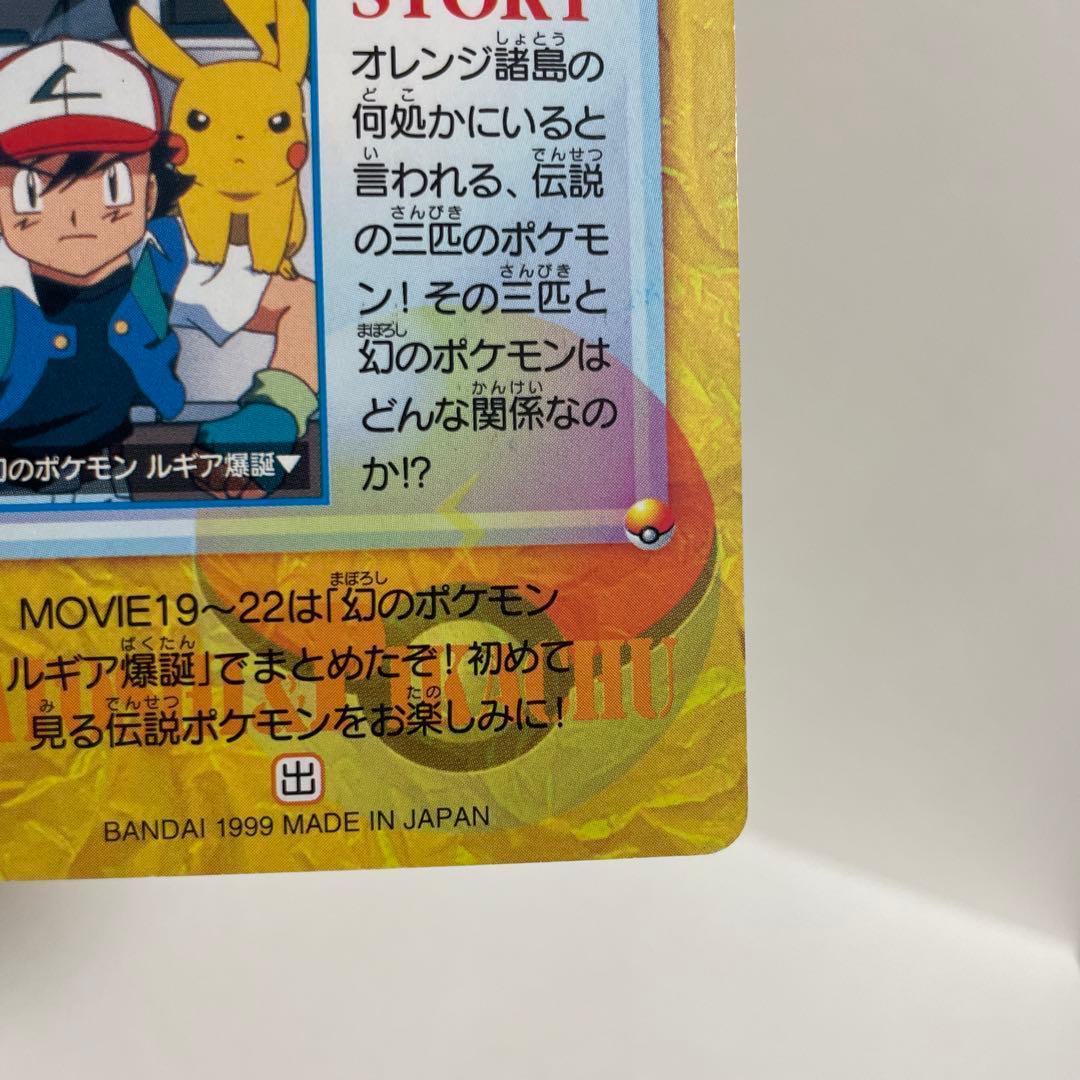 STORY
オレンジ諸島の
何処かにいると
言われる、伝説
の三匹のポケモ
ン！その三匹と
幻のポケモンは
どんな関係なの
か!?
幻のポケモン ルギア爆誕▼
MOVIE19〜22は「幻のポケモン
ルギア爆誕」でまとめたぞ！初めて
見る伝説ポケモンをお楽しみに！
出
BANDAI 1999 MADE IN JAPAN